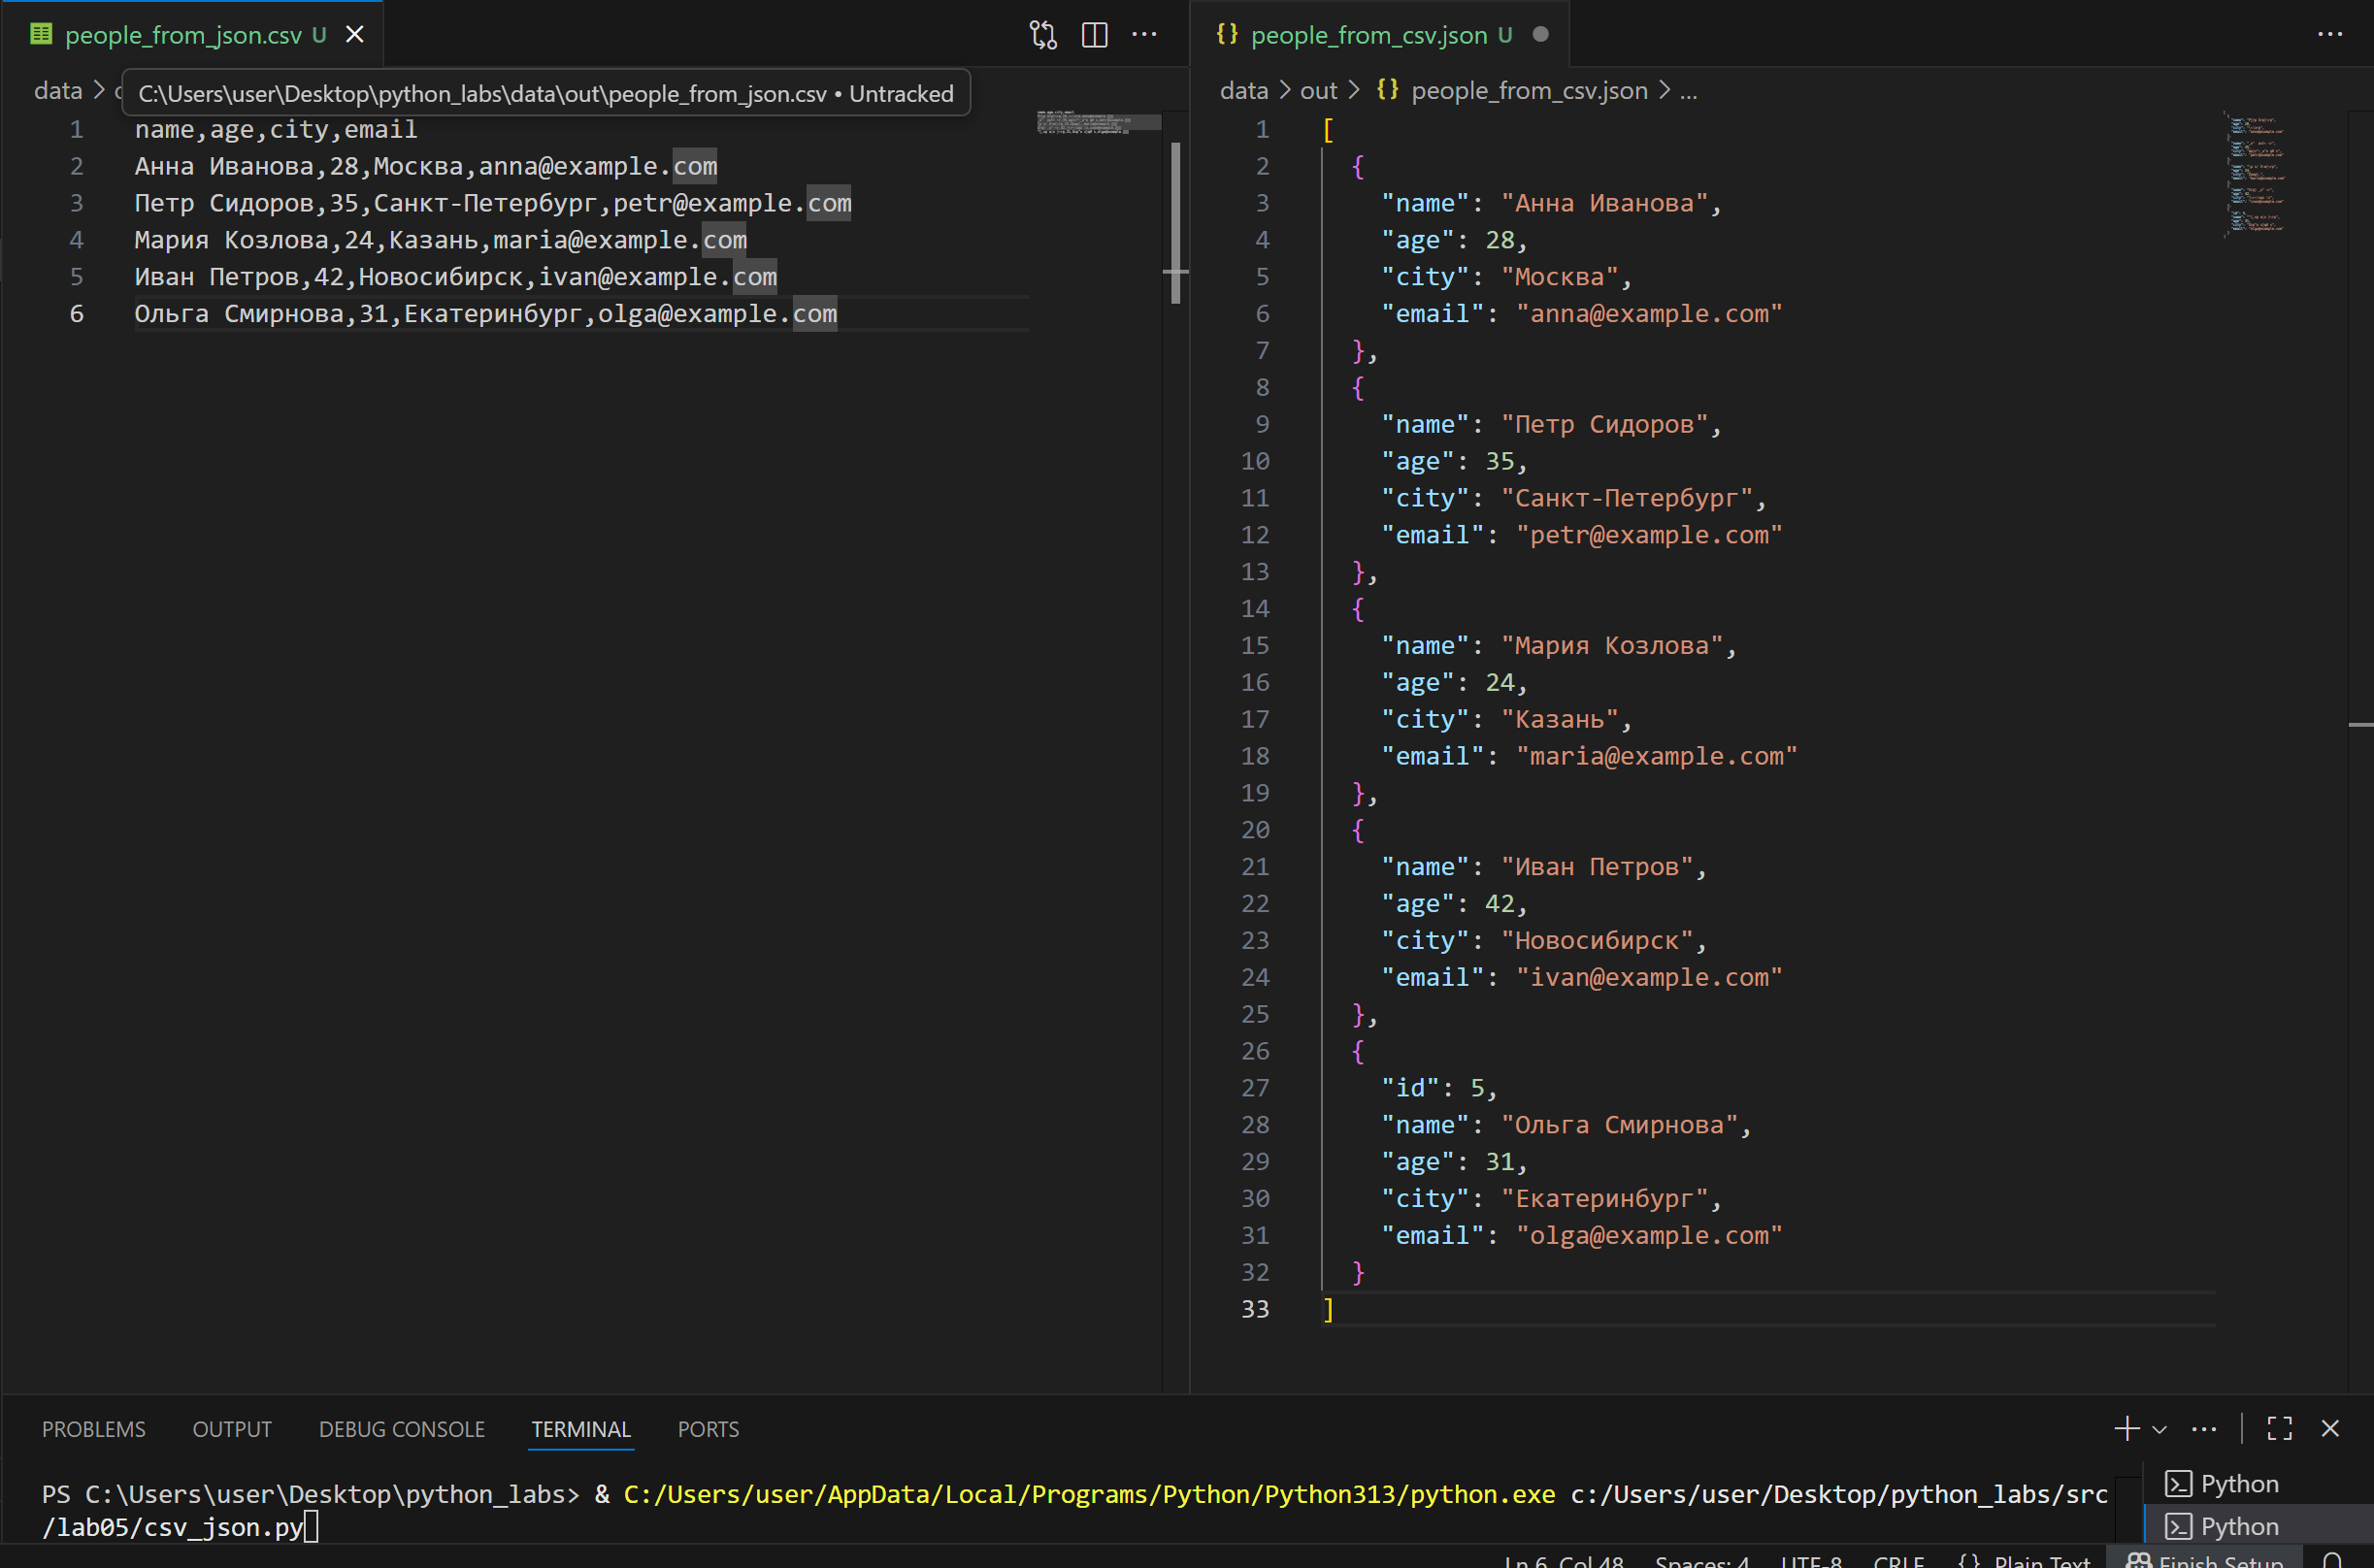 people_from_json.csv U
data
C:\Users\user\Desktop\python_labs\data\out\people_from_json.csv • Untracked
1 name,age,city,email
2 Анна Иванова,28,Москва,anna@example.com
3 Петр Сидоров,35,Санкт-Петербург,petr@example.com
4 Мария Козлова,24,Казань,maria@example.com
5 Иван Петров,42,Новосибирск,ivan@example.com
6 Ольга Смирнова,31,Екатеринбург,olga@example.com
{} people_from_csv.json U
data > out > {} people_from_csv.json > ...
1 [
2 {
3 "name": "Анна Иванова",
4 "age": 28,
5 "city": "Москва",
6 "email": "anna@example.com"
7 },
8 {
9 "name": "Петр Сидоров",
10 "age": 35,
11 "city": "Санкт-Петербург",
12 "email": "petr@example.com"
13 },
14 {
15 "name": "Мария Козлова",
16 "age": 24,
17 "city": "Казань",
18 "email": "maria@example.com"
19 },
20 {
21 "name": "Иван Петров",
22 "age": 42,
23 "city": "Новосибирск",
24 "email": "ivan@example.com"
25 },
26 {
27 "id": 5,
28 "name": "Ольга Смирнова",
29 "age": 31,
30 "city": "Екатеринбург",
31 "email": "olga@example.com"
32 }
33 ]
PROBLEMS OUTPUT DEBUG CONSOLE TERMINAL PORTS
PS C:\Users\user\Desktop\python_labs> & C:/Users/user/AppData/Local/Programs/Python/Python313/python.exe c:/Users/user/Desktop/python_labs/src
/lab05/csv_json.py
Python
Python
Ln 6, Col 48 Spaces: 4 UTF-8 CRLF {} Plain Text Finish Setup